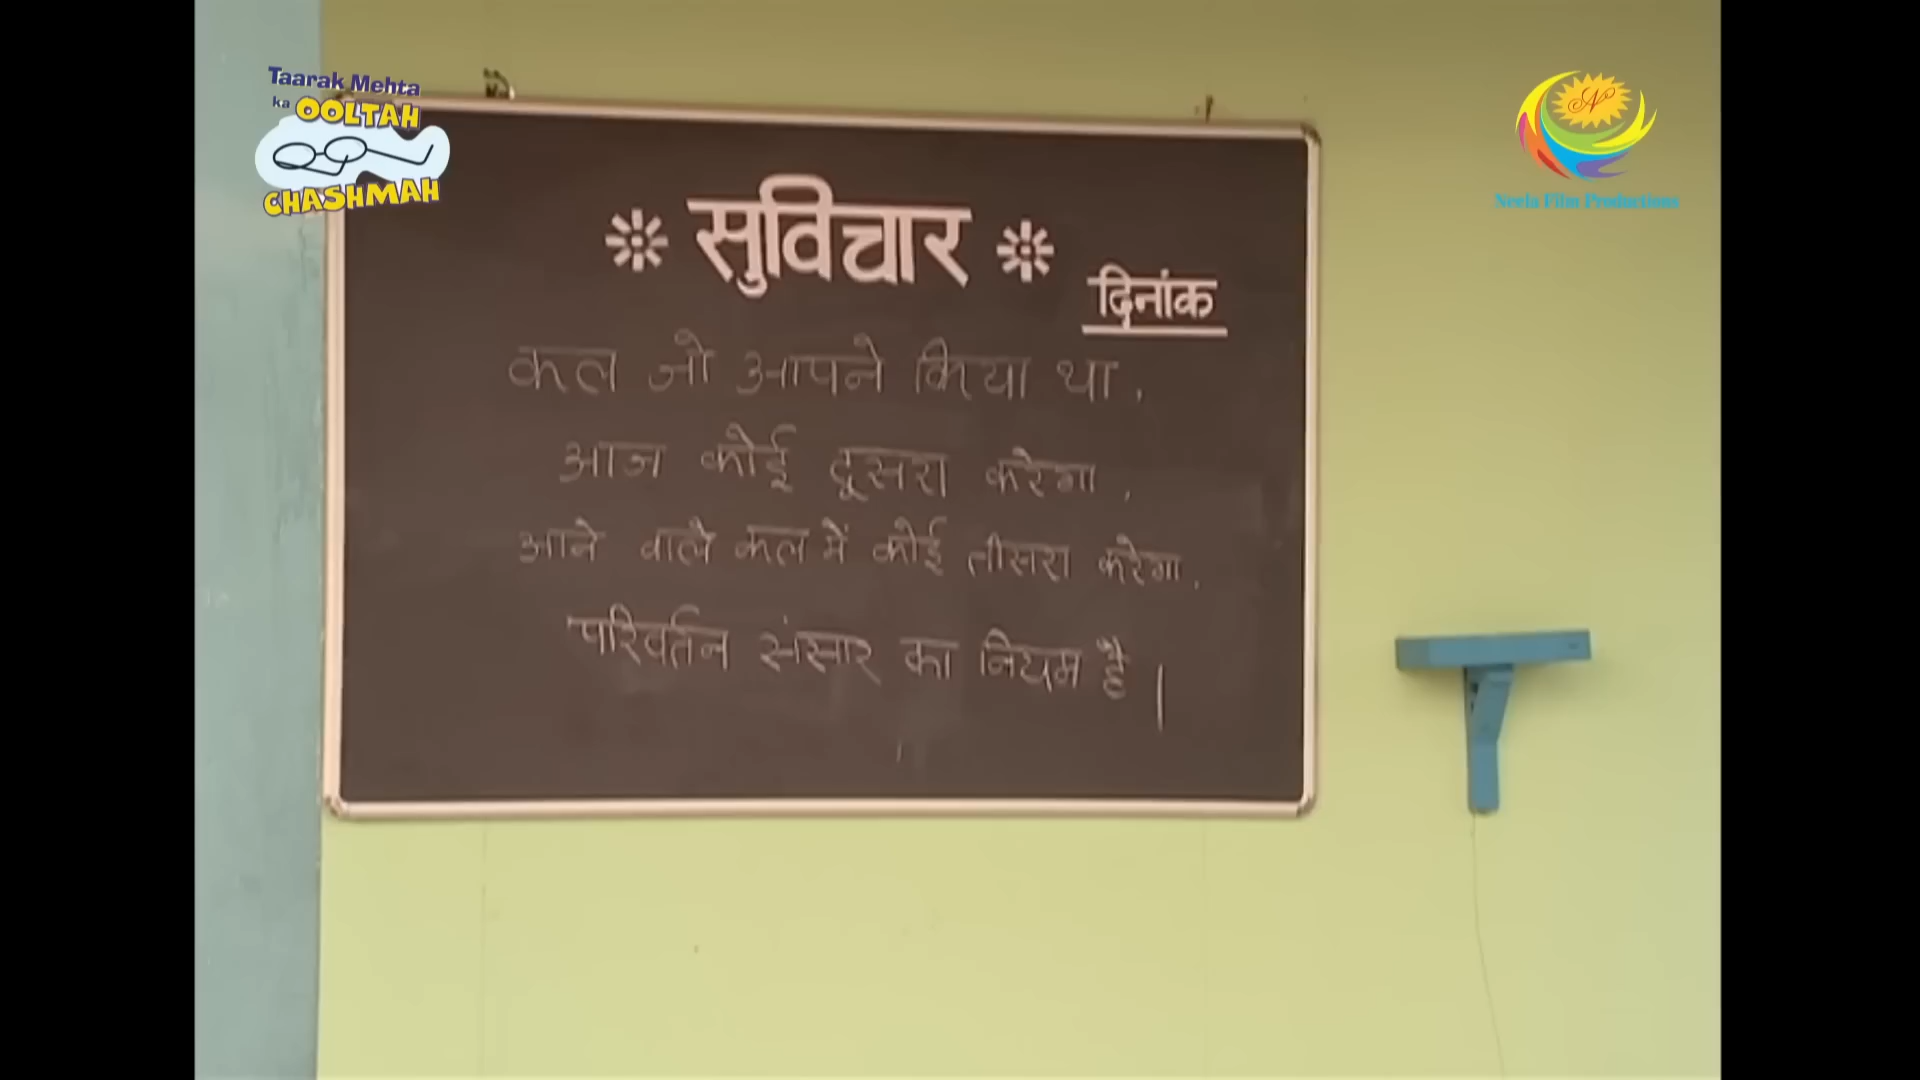 Taarak Mehta
ka OOLTAH
CHASHMAH
Neela Film Productions
सुविचार
दिनांक
कल जो आपने किया था,
आज कोई दूसरा करेगा,
आने वाले कल में कोई तीसरा करेगा,
परिवर्तन संसार का नियम है |